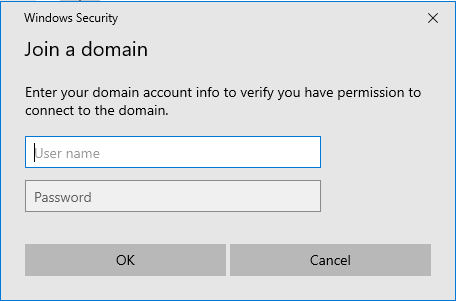 Windows Security
Join a domain
Enter your domain account info to verify you have permission to
connect to the domain.
User name
Password
OK
Cancel